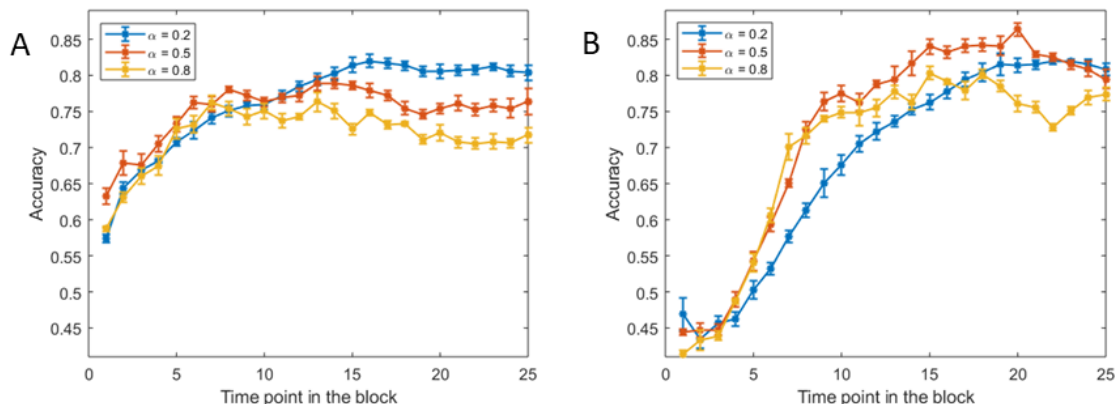 A
α = 0.2
α = 0.5
α = 0.8
Accuracy
0.85
0.8
0.75
0.7
0.65
0.6
0.55
0.5
0.45
0 5 10 15 20 25
Time point in the block
B
α = 0.2
α = 0.5
α = 0.8
Accuracy
0.85
0.8
0.75
0.7
0.65
0.6
0.55
0.5
0.45
0 5 10 15 20 25
Time point in the block